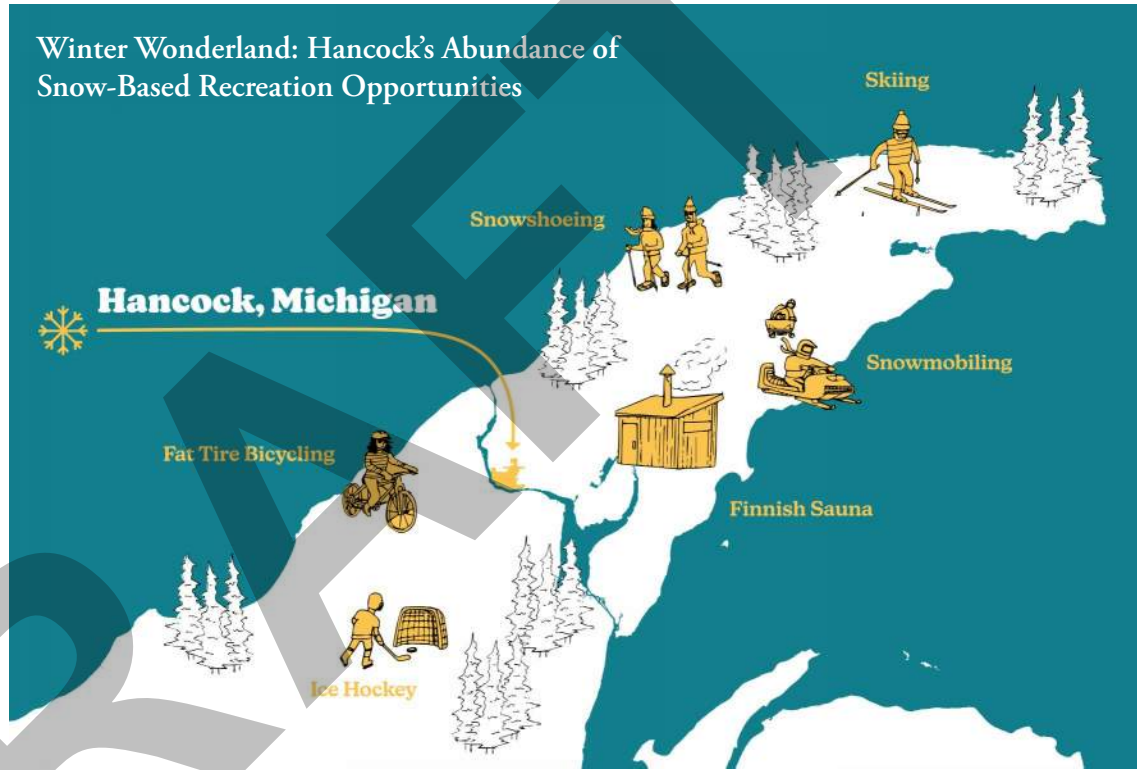 Winter Wonderland: Hancock's Abundance of
Snow-Based Recreation Opportunities
Skiing
Snowshoeing
Hancock, Michigan
Snowmobiling
Fat Tire Bicycling
Finnish Sauna
Ice Hockey